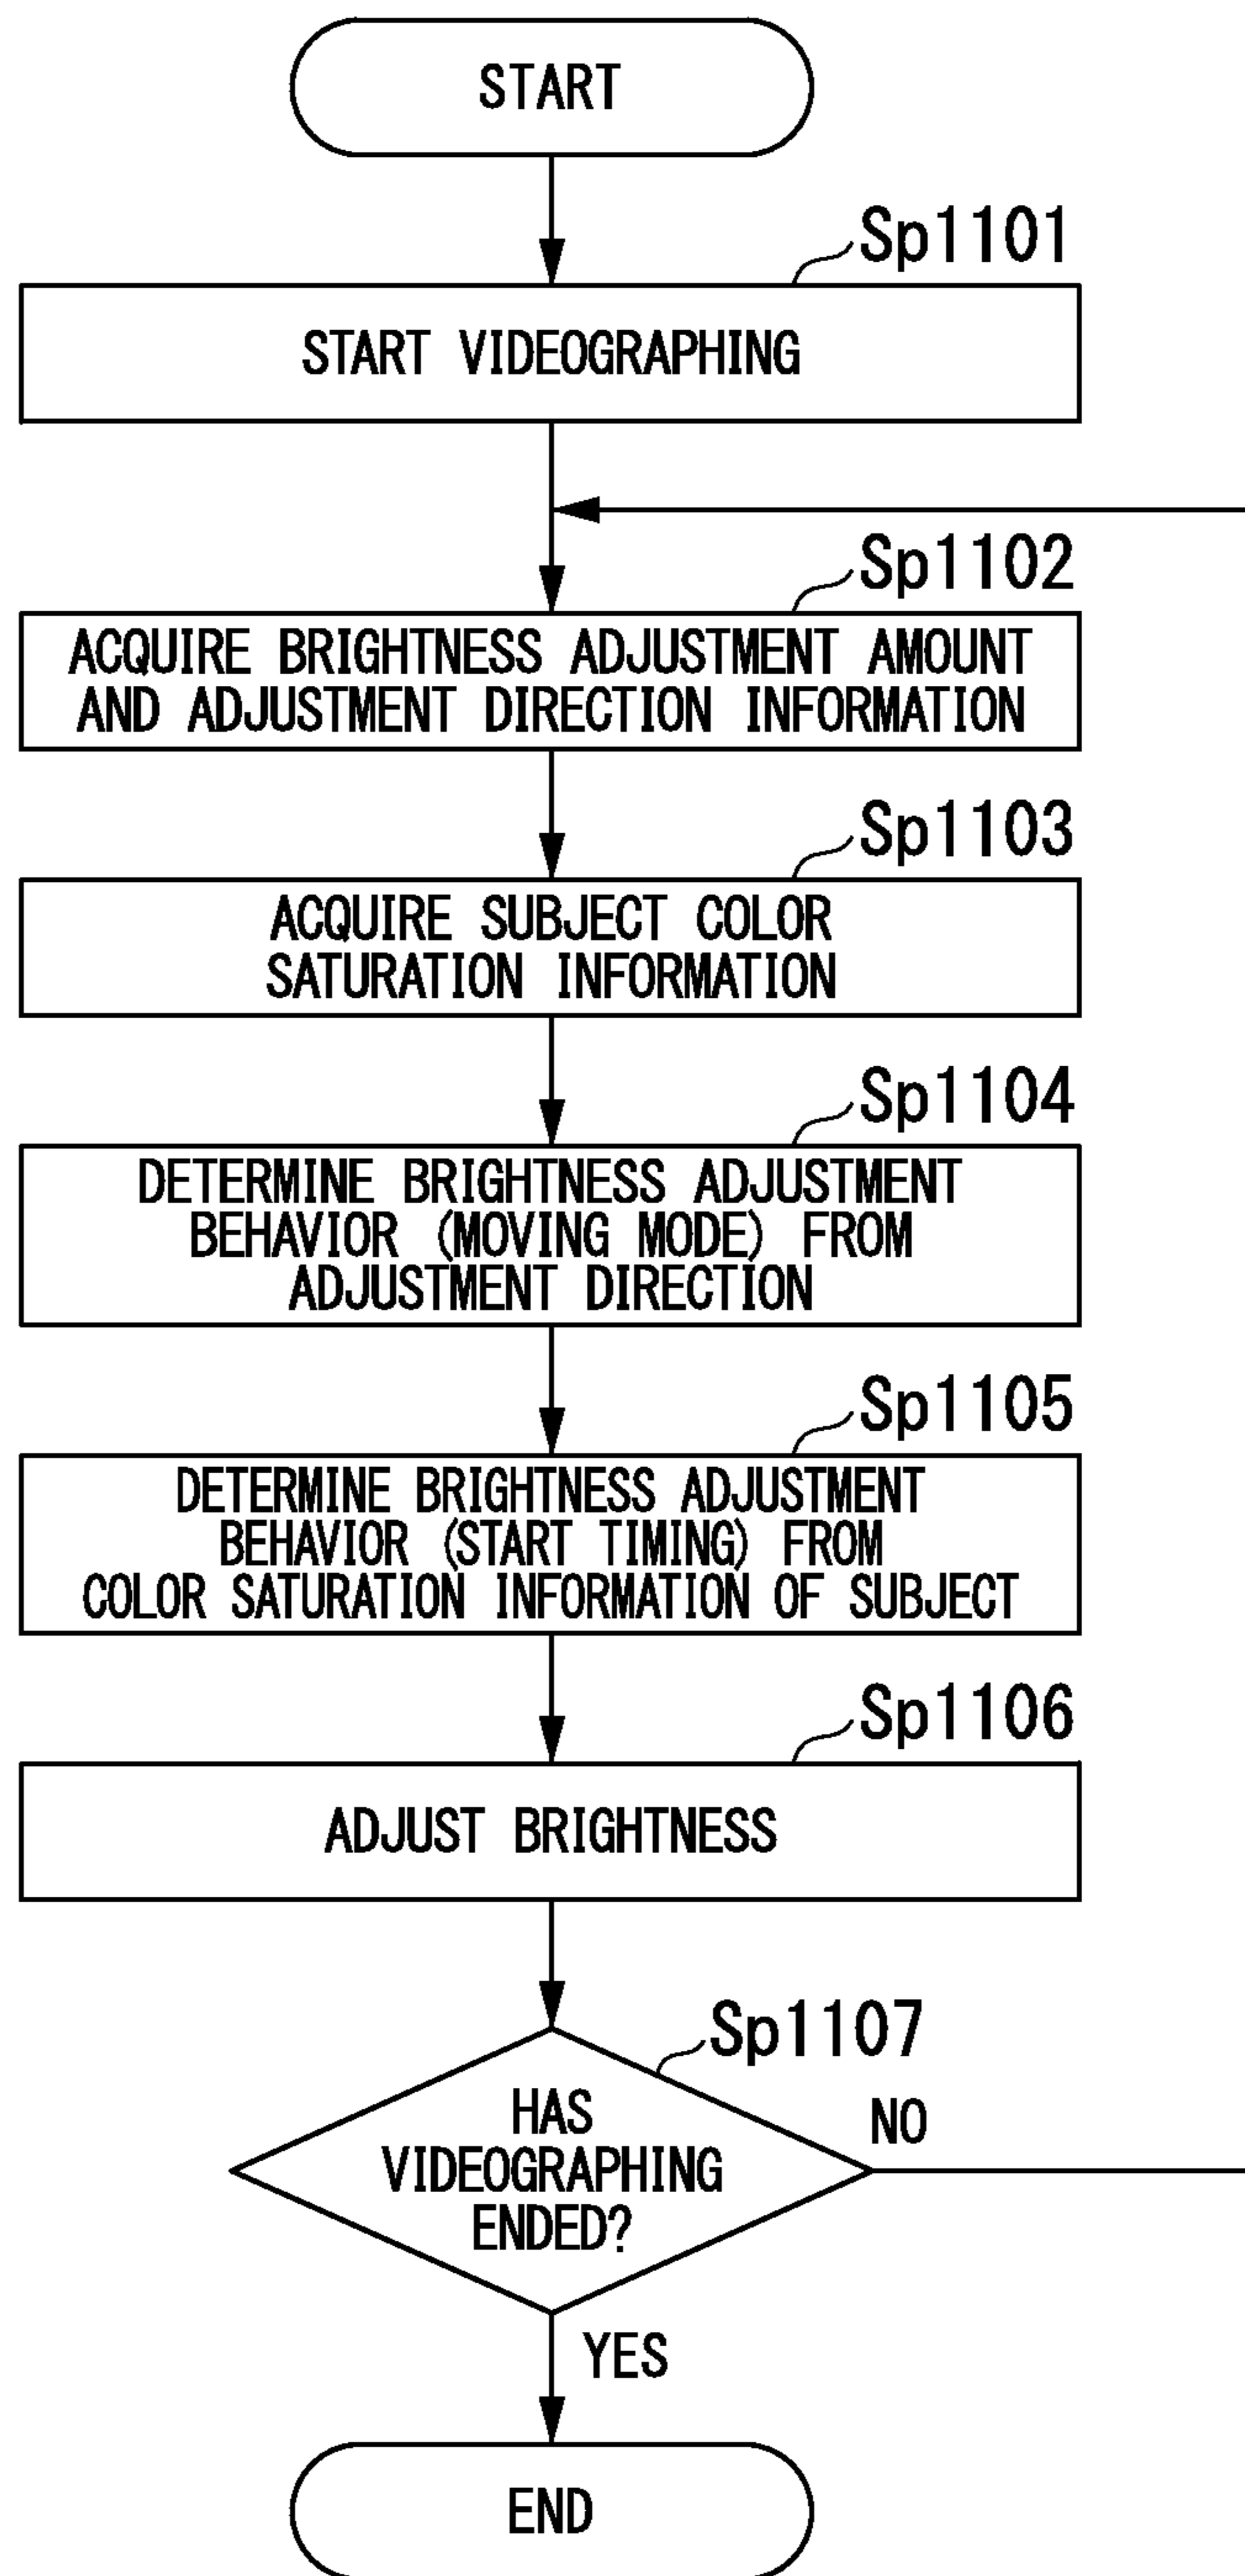 START
Sp1101
START VIDEOGRAPHING
Sp1102
ACQUIRE BRIGHTNESS ADJUSTMENT AMOUNT
AND ADJUSTMENT DIRECTION INFORMATION
Sp1103
ACQUIRE SUBJECT COLOR
SATURATION INFORMATION
Sp1104
DETERMINE BRIGHTNESS ADJUSTMENT
BEHAVIOR (MOVING MODE) FROM
ADJUSTMENT DIRECTION
Sp1105
DETERMINE BRIGHTNESS ADJUSTMENT
BEHAVIOR (START TIMING) FROM
COLOR SATURATION INFORMATION OF SUBJECT
Sp1106
ADJUST BRIGHTNESS
Sp1107
HAS
VIDEOGRAPHING
ENDED?
NO
YES
END